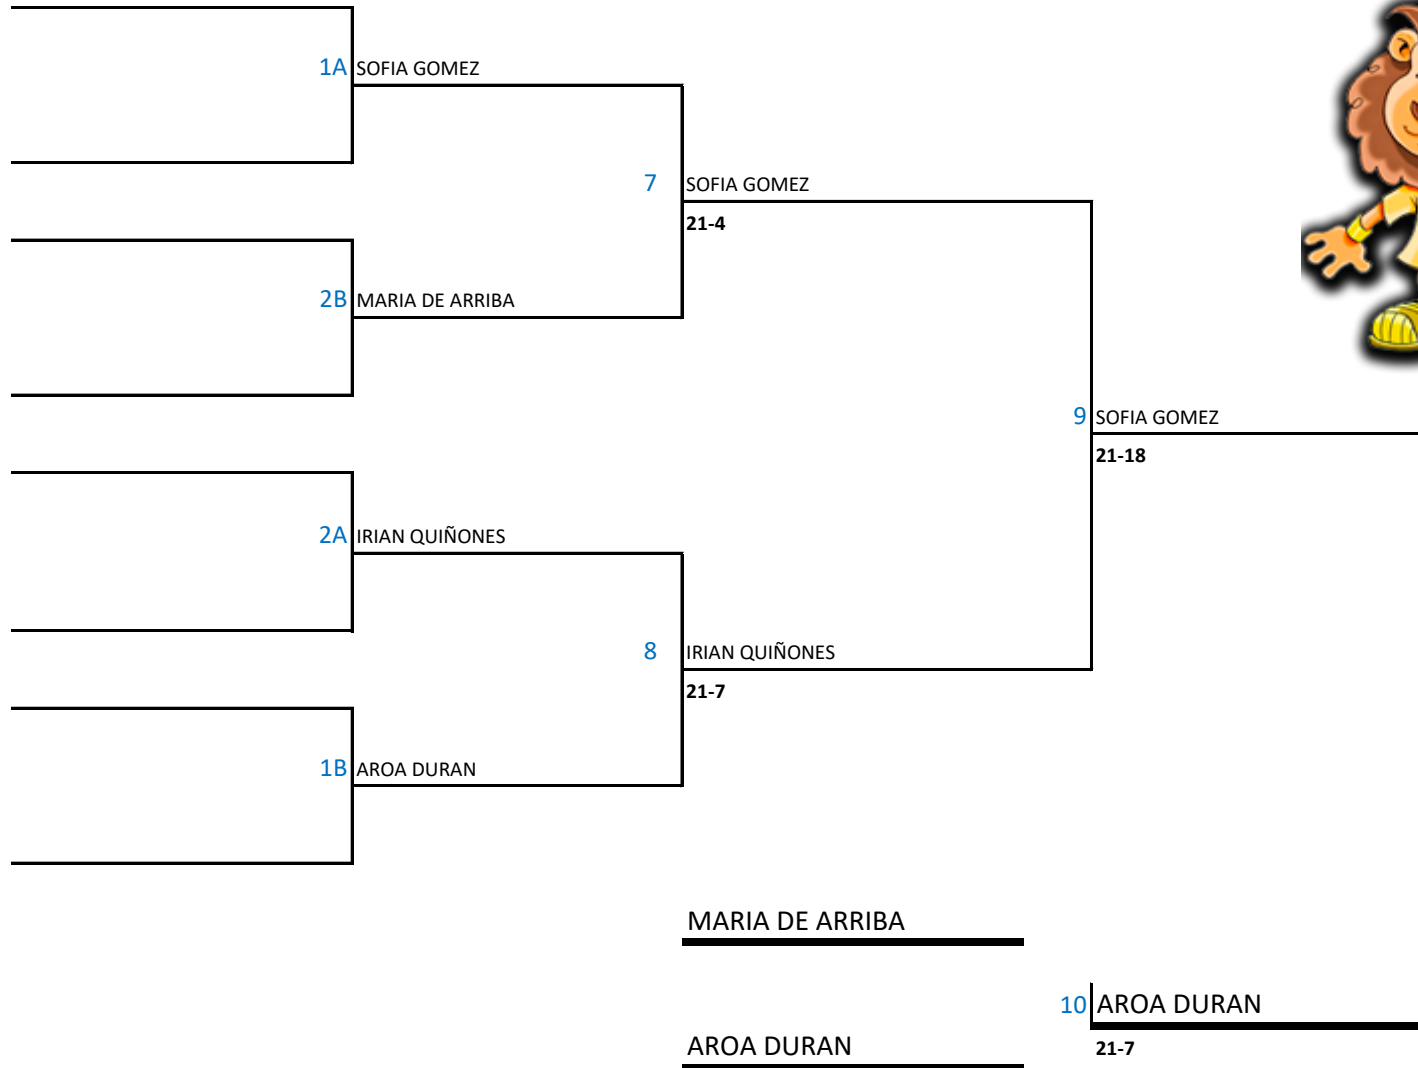 1A SOFIA GOMEZ
7 SOFIA GOMEZ
21-4
2B MARIA DE ARRIBA
9 SOFIA GOMEZ
21-18
2A IRIAN QUIÑONES
8 IRIAN QUIÑONES
21-7
1B AROA DURAN
MARIA DE ARRIBA
10 AROA DURAN
21-7
AROA DURAN